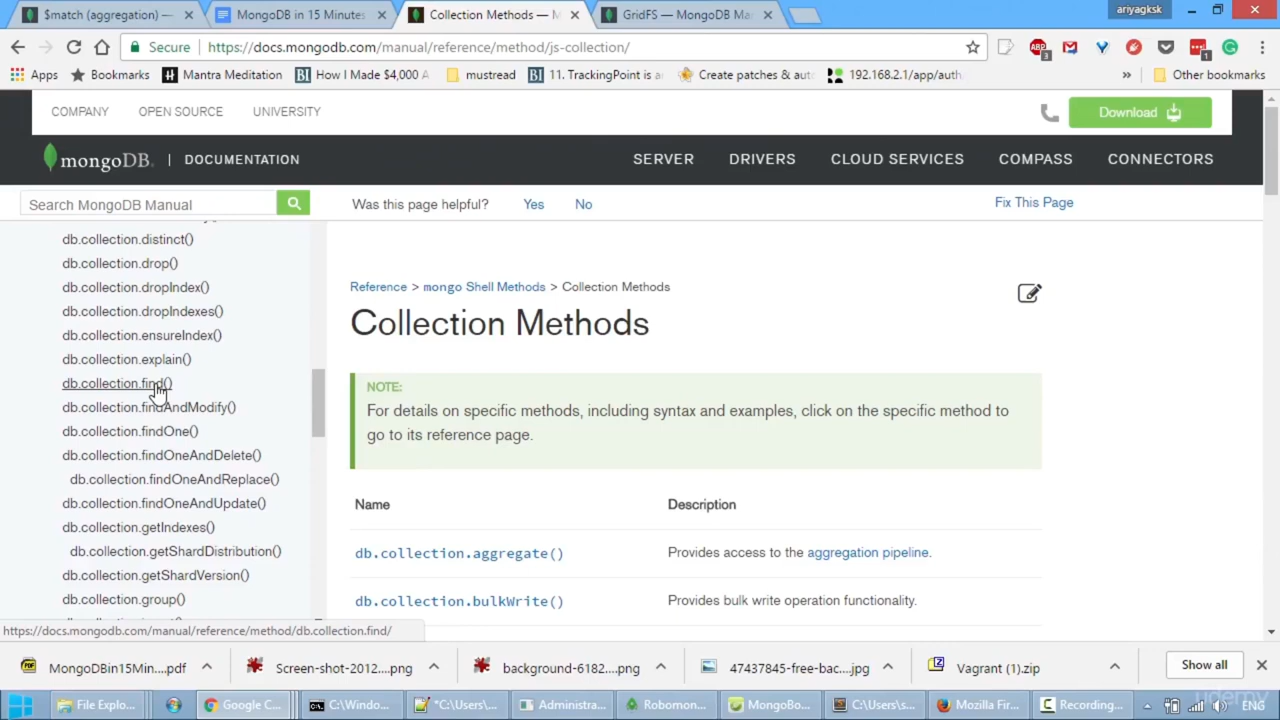 $match (aggregation) —
MongoDB in 15 Minutes
Collection Methods —
GridFS — MongoDB Ma
ariyagksk
Secure
https://docs.mongodb.com/manual/reference/method/js-collection/
ABP
3
1
Apps
Bookmarks
Mantra Meditation
How I Made $4,000 A
mustread
11. TrackingPoint is a
Create patches & aut
192.168.2.1/app/auth
»
Other bookmarks
COMPANY
OPEN SOURCE
UNIVERSITY
Download
mongoDB. | DOCUMENTATION
SERVER
DRIVERS
CLOUD SERVICES
COMPASS
CONNECTORS
Search MongoDB Manual
Was this page helpful?
Yes
No
Fix This Page
db.collection.distinct()
db.collection.drop()
db.collection.dropIndex()
db.collection.dropIndexes()
db.collection.ensureIndex()
db.collection.explain()
db.collection.find()
db.collection.findAndModify()
db.collection.findOne()
db.collection.findOneAndDelete()
db.collection.findOneAndReplace()
db.collection.findOneAndUpdate()
db.collection.getIndexes()
db.collection.getShardDistribution()
db.collection.getShardVersion()
db.collection.group()
https://docs.mongodb.com/manual/reference/method/db.collection.find/
Reference > mongo Shell Methods > Collection Methods
Collection Methods
NOTE:
For details on specific methods, including syntax and examples, click on the specific method to
go to its reference page.
Name
Description
db.collection.aggregate()
Provides access to the aggregation pipeline.
db.collection.bulkWrite()
Provides bulk write operation functionality.
MongoDBin15Min....pdf
Screen-shot-2012....png
background-6182....png
47437845-free-bac....jpg
Vagrant (1).zip
Show all
File Explo...
Google C...
C:\Windo...
*C:\Users\...
Administra...
Robomon...
MongoBo...
C:\Users\s...
Mozilla Fir...
Recording...
ENG
udemy